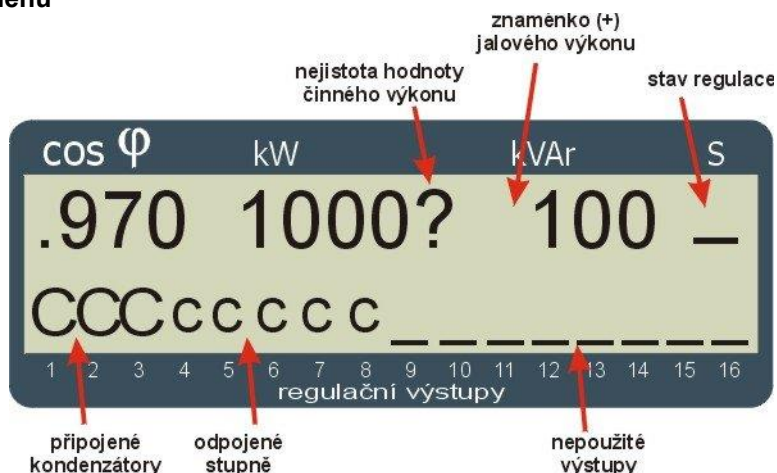 znaménko (+)
jalového výkonu
nejistota hodnoty
činného výkonu
stav regulace
cos φ kW kVAr S
.970 1000? 100 _
CCCccccc________
1 2 3 4 5 6 7 8 9 10 11 12 13 14 15 16
regulační výstupy
připojené
kondenzátory
odpojené
stupně
nepoužité
výstupy